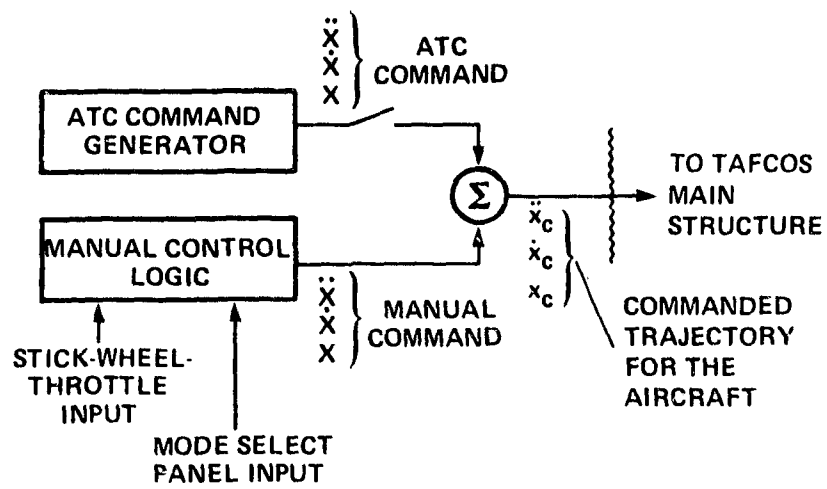 Ẍ
Ẋ
X
ATC
COMMAND
ATC COMMAND
GENERATOR
Σ
TO TAFCOS
MAIN
STRUCTURE
MANUAL CONTROL
LOGIC
Ẍ
Ẋ
X
MANUAL
COMMAND
ẍc
ẋc
xc
COMMANDED
TRAJECTORY
FOR THE
AIRCRAFT
STICK-WHEEL-
THROTTLE
INPUT
MODE SELECT
PANEL INPUT